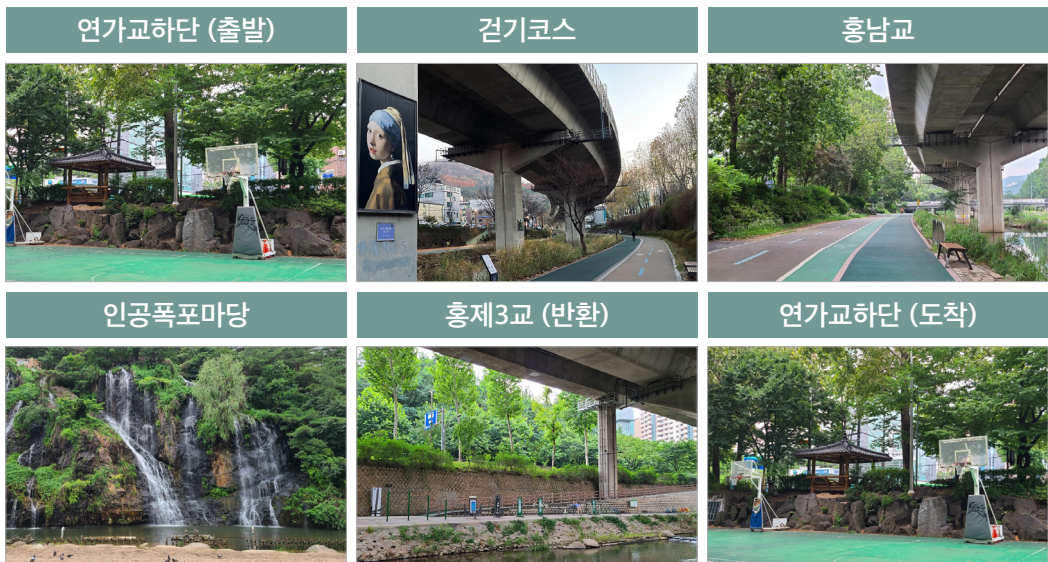 연가교하단 (출발)
걷기코스
홍남교
인공폭포마당
홍제3교 (반환)
연가교하단 (도착)